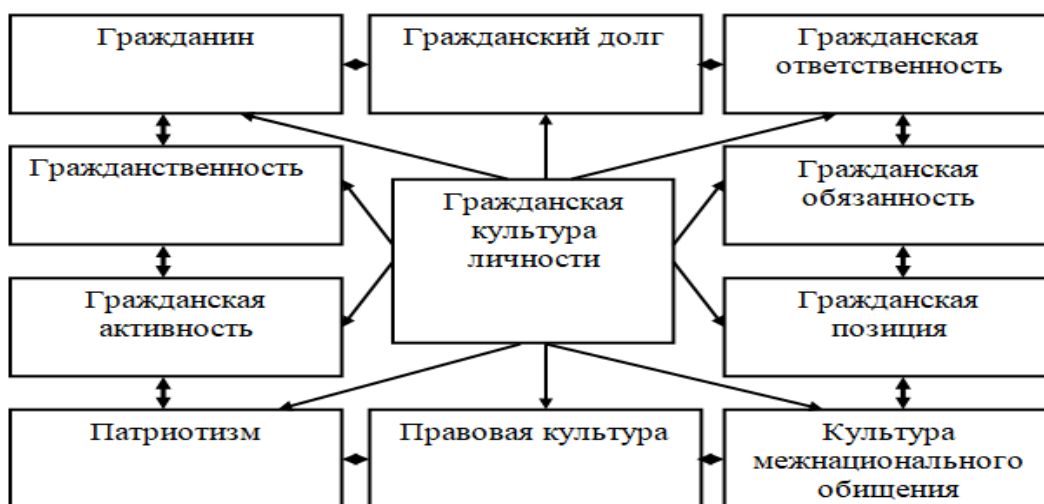 Гражданин
Гражданский долг
Гражданская
ответственность
Гражданственность
Гражданская
культура
личности
Гражданская
обязанность
Гражданская
активность
Гражданская
позиция
Патриотизм
Правовая культура
Культура
межнационального
обищения